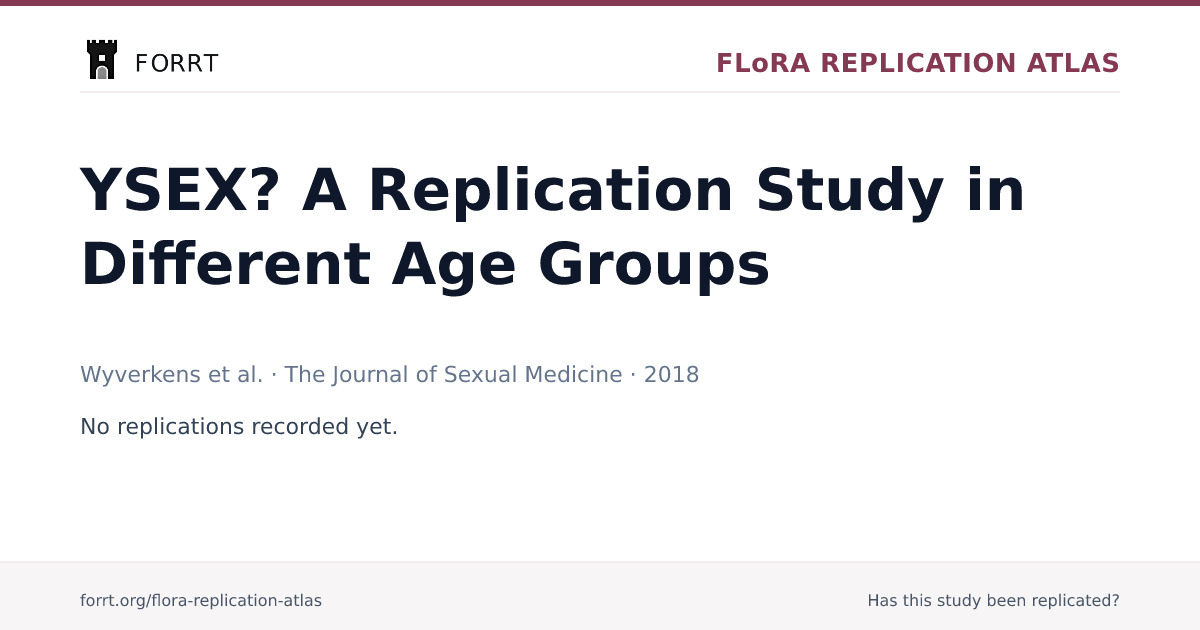 FORRT
FLoRA REPLICATION ATLAS
YSEX? A Replication Study in
Different Age Groups
Wyverkens et al. · The Journal of Sexual Medicine · 2018
No replications recorded yet.
forrt.org/flora-replication-atlas
Has this study been replicated?